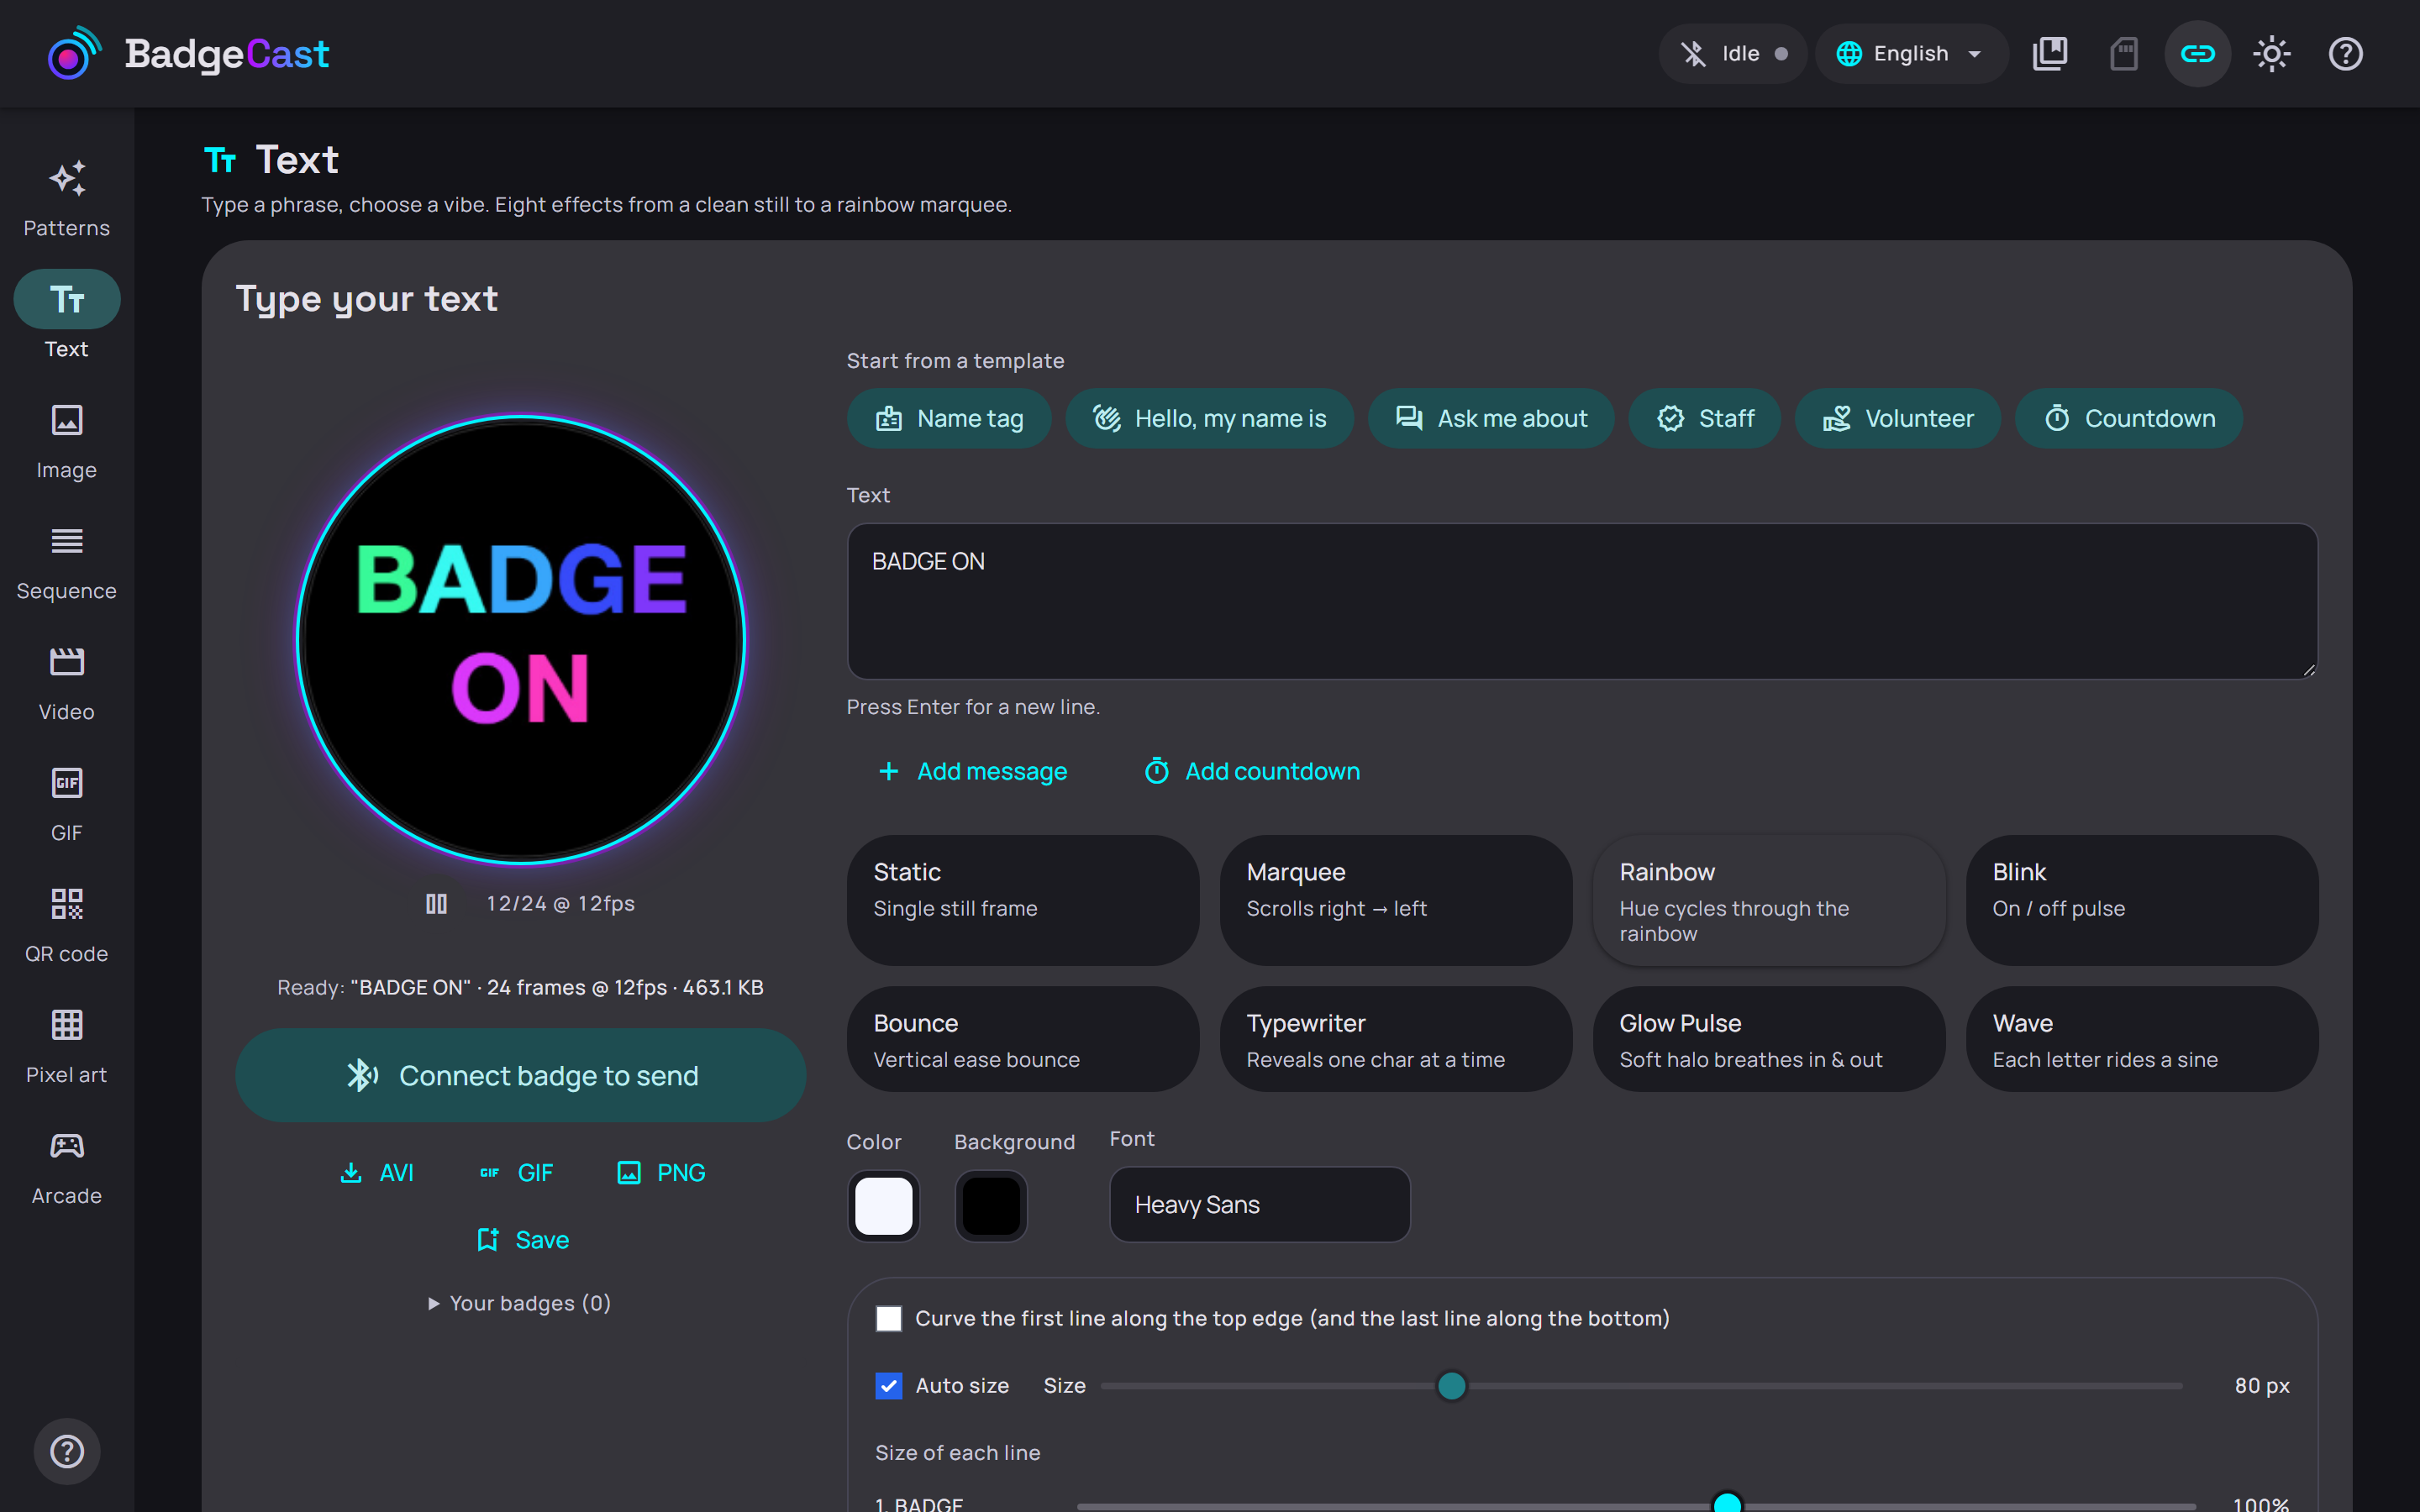 BadgeCast
Idle
English
Patterns
Text
Image
Sequence
Video
GIF
GIF
QR code
Pixel art
Arcade
Tt Text
Type a phrase, choose a vibe. Eight effects from a clean still to a rainbow marquee.
Type your text
BADGE
ON
12/24 @ 12fps
Ready: "BADGE ON" · 24 frames @ 12fps · 463.1 KB
Connect badge to send
AVI
GIF GIF
PNG
Save
Your badges (0)
Start from a template
Name tag
Hello, my name is
Ask me about
Staff
Volunteer
Countdown
Text
BADGE ON
Press Enter for a new line.
Add message
Add countdown
Static
Single still frame
Marquee
Scrolls right → left
Rainbow
Hue cycles through the
rainbow
Blink
On / off pulse
Bounce
Vertical ease bounce
Typewriter
Reveals one char at a time
Glow Pulse
Soft halo breathes in & out
Wave
Each letter rides a sine
Color
Background
Font
Heavy Sans
Curve the first line along the top edge (and the last line along the bottom)
Auto size
Size
80 px
Size of each line
1. BADGE
100%